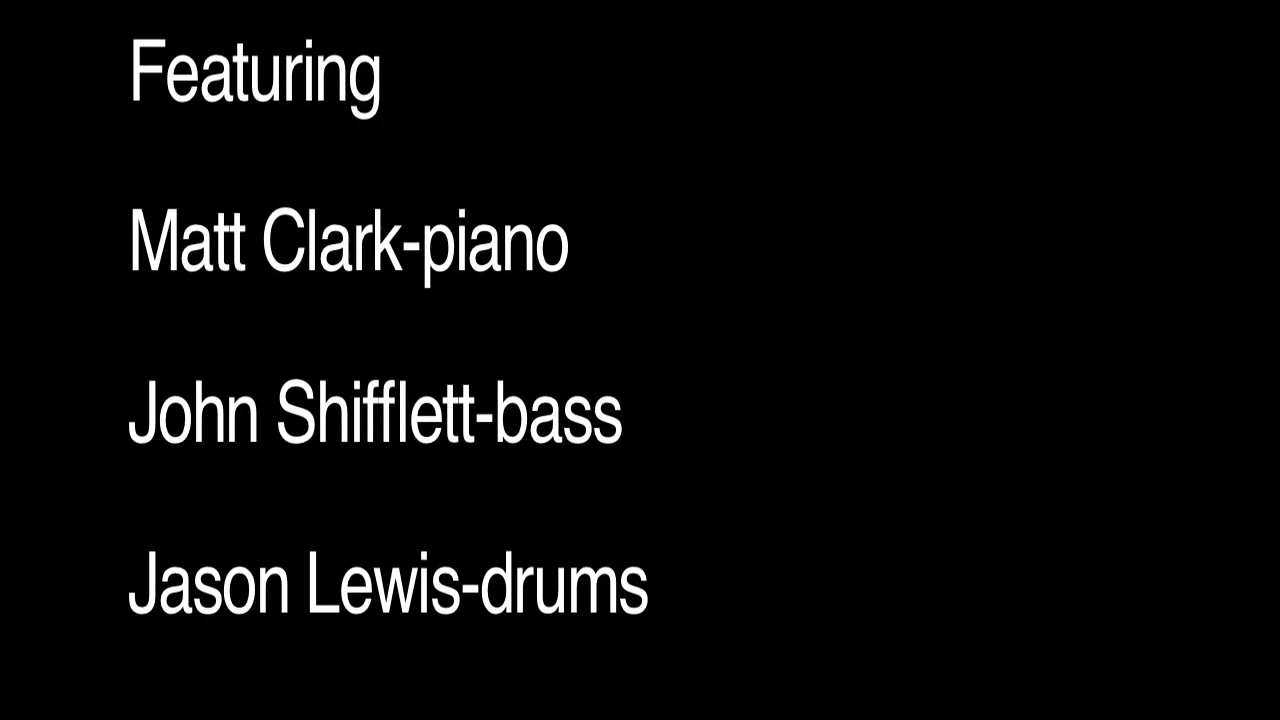 Featuring
Matt Clark-piano
John Shifflett-bass
Jason Lewis-drums